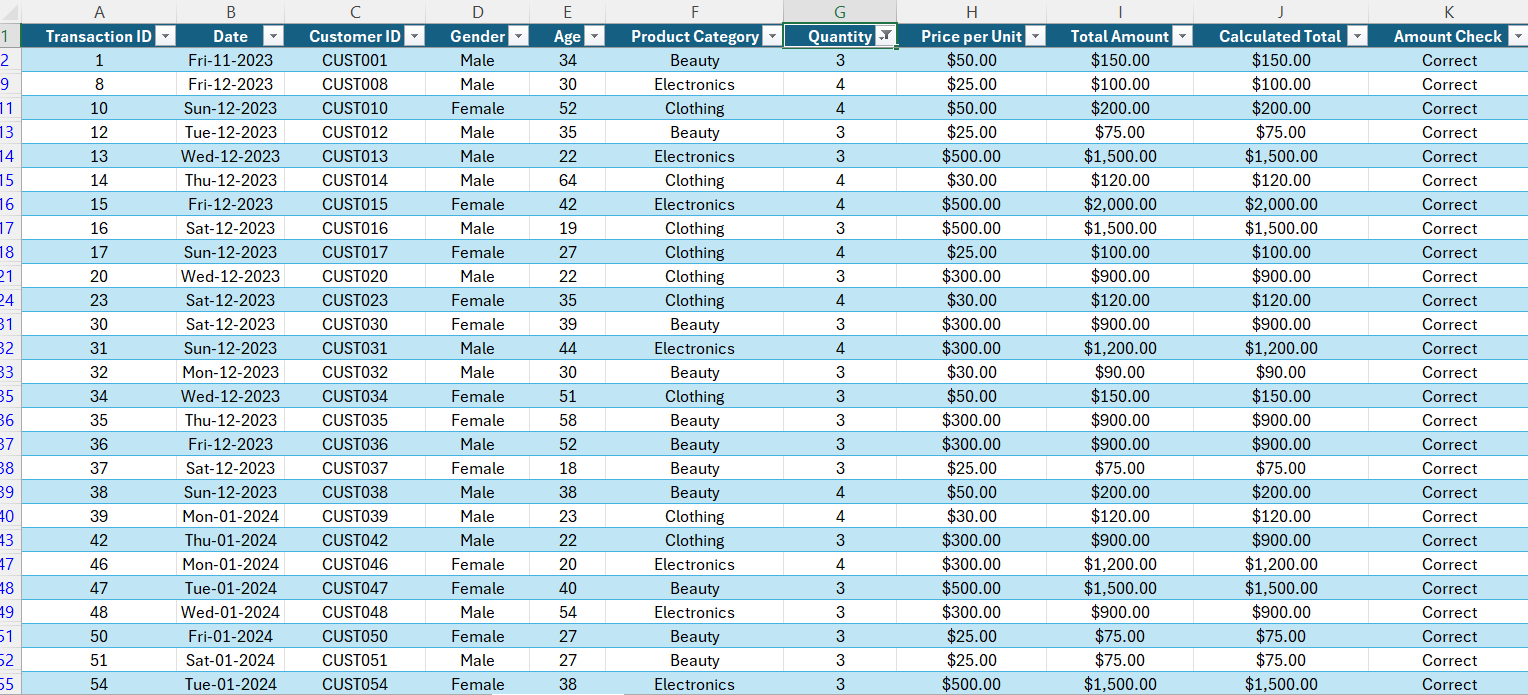 A B C D E F G H I J K
1 Transaction ID Date Customer ID Gender Age Product Category Quantity Price per Unit Total Amount Calculated Total Amount Check
2 1 Fri-11-2023 CUST001 Male 34 Beauty 3 $50.00 $150.00 $150.00 Correct
9 8 Fri-12-2023 CUST008 Male 30 Electronics 4 $25.00 $100.00 $100.00 Correct
11 10 Sun-12-2023 CUST010 Female 52 Clothing 4 $50.00 $200.00 $200.00 Correct
13 12 Tue-12-2023 CUST012 Male 35 Beauty 3 $25.00 $75.00 $75.00 Correct
14 13 Wed-12-2023 CUST013 Male 22 Electronics 3 $500.00 $1,500.00 $1,500.00 Correct
15 14 Thu-12-2023 CUST014 Male 64 Clothing 4 $30.00 $120.00 $120.00 Correct
16 15 Fri-12-2023 CUST015 Female 42 Electronics 4 $500.00 $2,000.00 $2,000.00 Correct
17 16 Sat-12-2023 CUST016 Male 19 Clothing 3 $500.00 $1,500.00 $1,500.00 Correct
18 17 Sun-12-2023 CUST017 Female 27 Clothing 4 $25.00 $100.00 $100.00 Correct
21 20 Wed-12-2023 CUST020 Male 22 Clothing 3 $300.00 $900.00 $900.00 Correct
24 23 Sat-12-2023 CUST023 Female 35 Clothing 4 $30.00 $120.00 $120.00 Correct
31 30 Sat-12-2023 CUST030 Female 39 Beauty 3 $300.00 $900.00 $900.00 Correct
32 31 Sun-12-2023 CUST031 Male 44 Electronics 4 $300.00 $1,200.00 $1,200.00 Correct
33 32 Mon-12-2023 CUST032 Male 30 Beauty 3 $30.00 $90.00 $90.00 Correct
35 34 Wed-12-2023 CUST034 Female 51 Clothing 3 $50.00 $150.00 $150.00 Correct
36 35 Thu-12-2023 CUST035 Female 58 Beauty 3 $300.00 $900.00 $900.00 Correct
37 36 Fri-12-2023 CUST036 Male 52 Beauty 3 $300.00 $900.00 $900.00 Correct
38 37 Sat-12-2023 CUST037 Female 18 Beauty 3 $25.00 $75.00 $75.00 Correct
39 38 Sun-12-2023 CUST038 Male 38 Beauty 4 $50.00 $200.00 $200.00 Correct
40 39 Mon-01-2024 CUST039 Male 23 Clothing 4 $30.00 $120.00 $120.00 Correct
43 42 Thu-01-2024 CUST042 Male 22 Clothing 3 $300.00 $900.00 $900.00 Correct
47 46 Mon-01-2024 CUST046 Female 20 Electronics 4 $300.00 $1,200.00 $1,200.00 Correct
48 47 Tue-01-2024 CUST047 Female 40 Beauty 3 $500.00 $1,500.00 $1,500.00 Correct
49 48 Wed-01-2024 CUST048 Male 54 Electronics 3 $300.00 $900.00 $900.00 Correct
51 50 Fri-01-2024 CUST050 Female 27 Beauty 3 $25.00 $75.00 $75.00 Correct
52 51 Sat-01-2024 CUST051 Male 27 Beauty 3 $25.00 $75.00 $75.00 Correct
55 54 Tue-01-2024 CUST054 Female 38 Electronics 3 $500.00 $1,500.00 $1,500.00 Correct